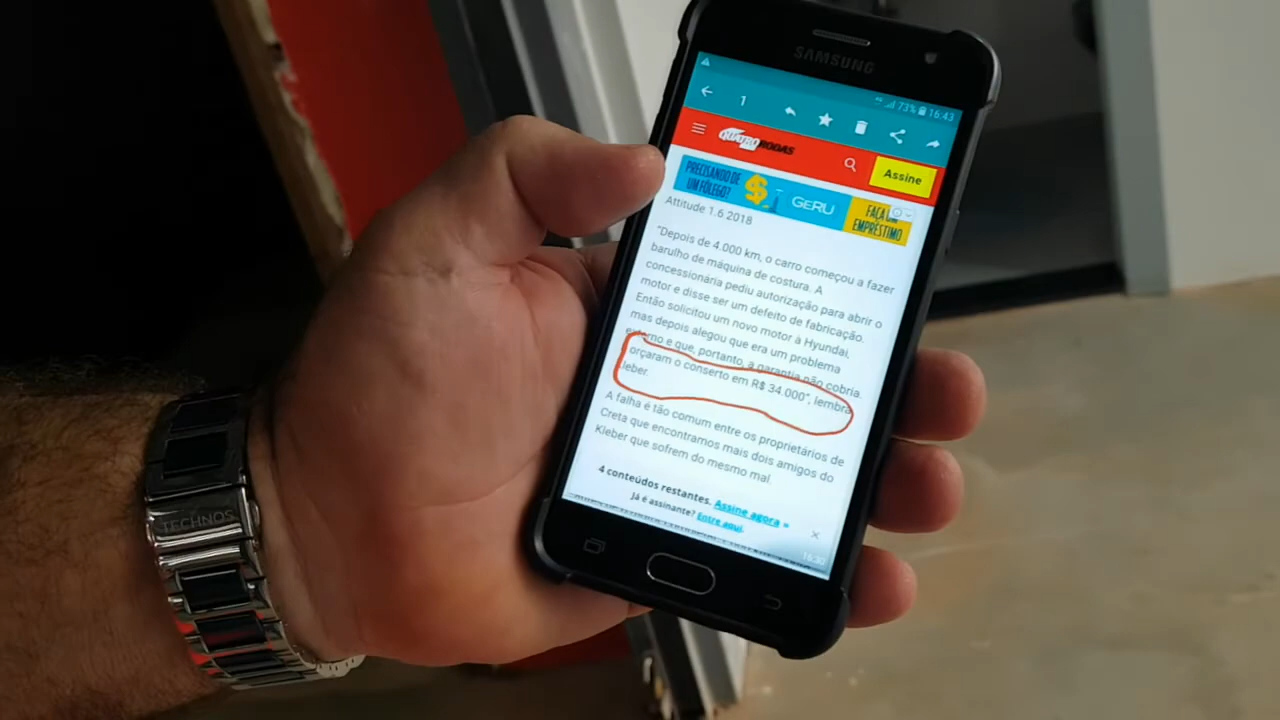 SAMSUNG
73% 16:43
1
QUATRO RODAS
Assine
PRECISANDO DE
UM FÔLEGO?
$
GERU
FAÇA UM
EMPRÉSTIMO
Attitude 1.6 2018
"Depois de 4.000 km, o carro começou a fazer
barulho de máquina de costura. A
concessionária pediu autorização para abrir o
motor e disse ser um defeito de fabricação.
Então solicitou um novo motor à Hyundai,
mas depois alegou que era um problema
externo e que, portanto, a garantia não cobria.
orçaram o conserto em R$ 34.000", lembra
leber.
A falha é tão comum entre os proprietários de
Creta que encontramos mais dois amigos do
Kleber que sofrem do mesmo mal.
4 conteúdos restantes. Assine agora »
Já é assinante? Entre aqui.
16:30
TECHNOS